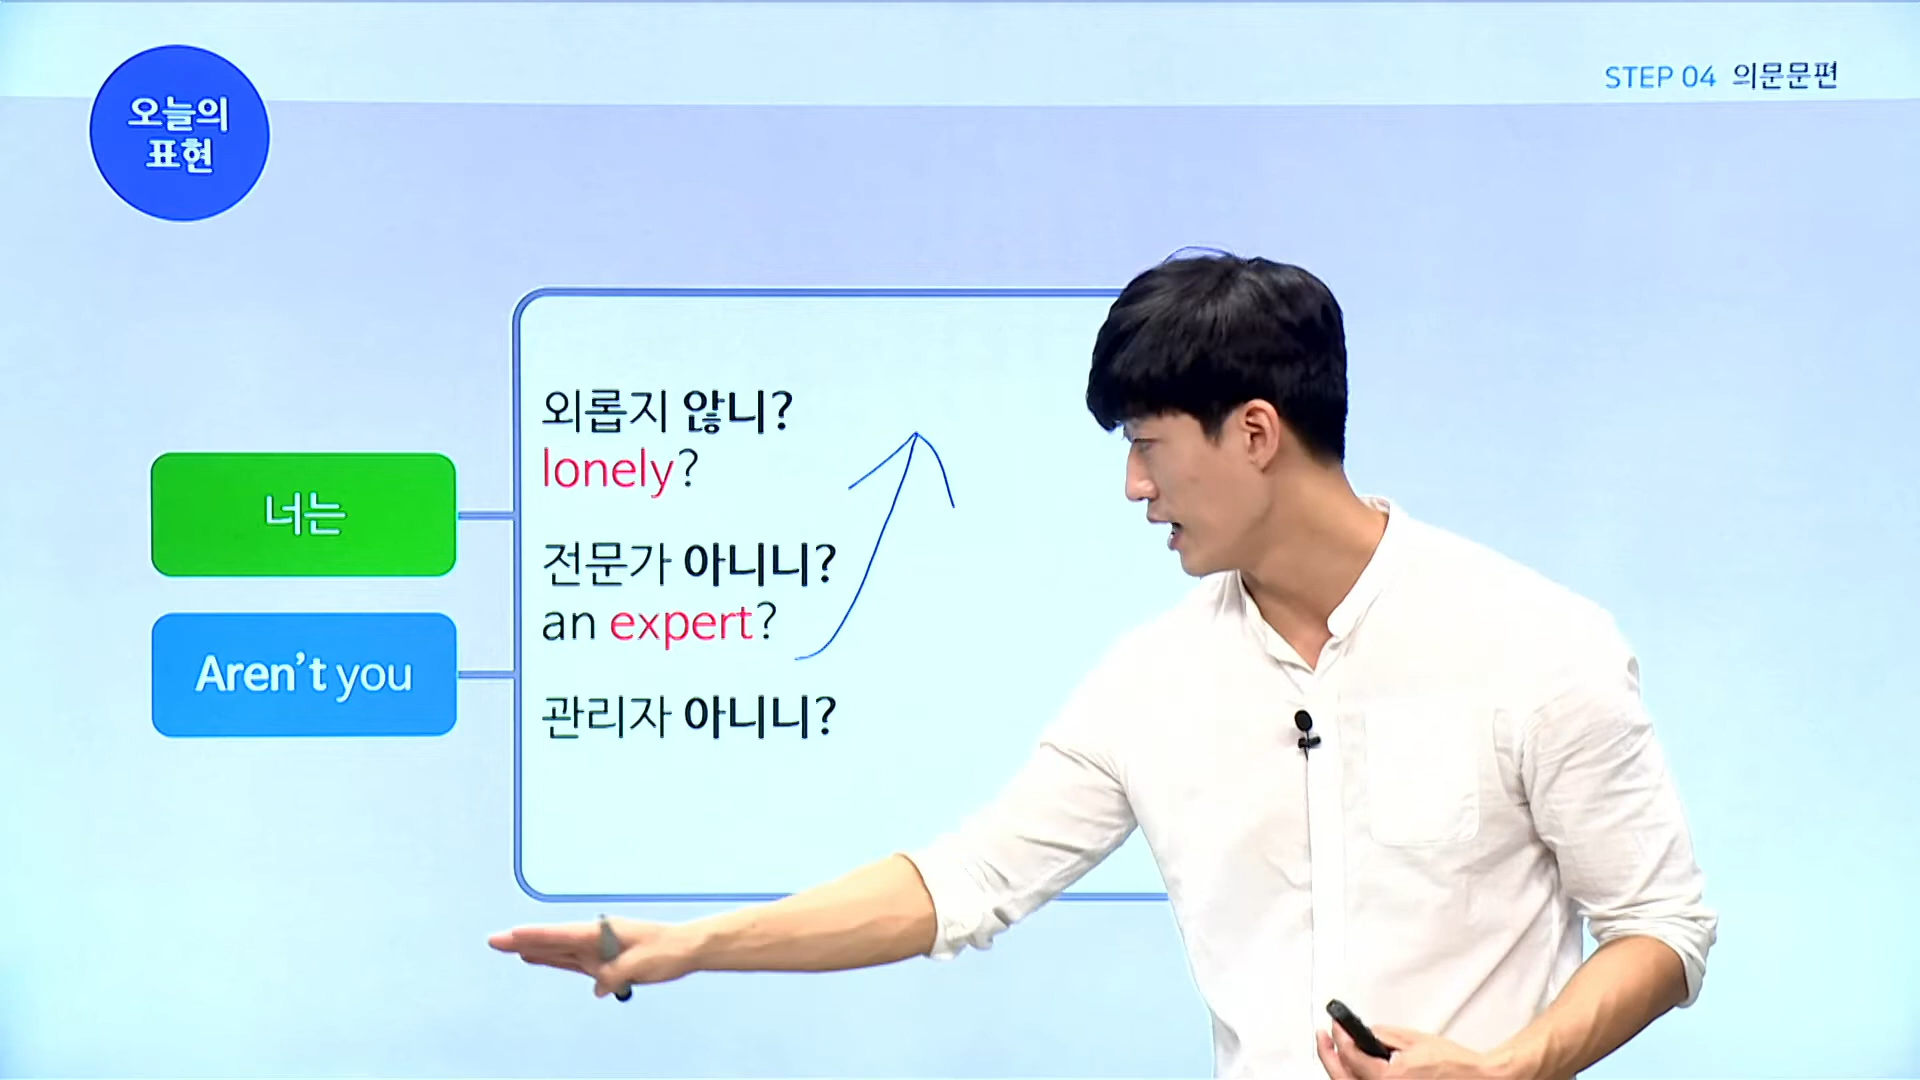 오늘의
표현
STEP 04 의문문편
너는
Aren't you
외롭지 않니?
lonely?
전문가 아니니?
an expert?
관리자 아니니?